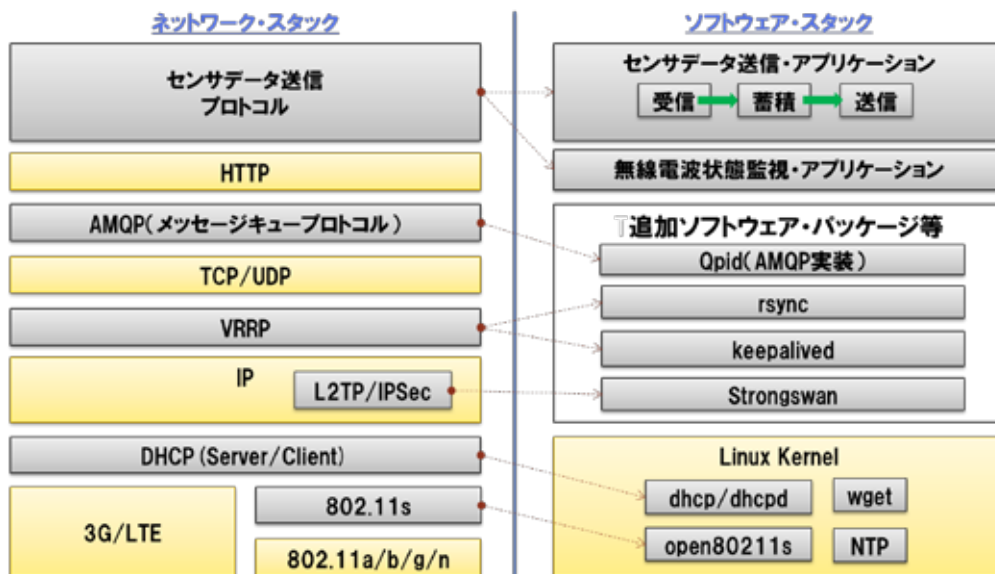 ネットワーク・スタック
センサデータ送信
プロトコル
HTTP
AMQP(メッセージキュープロトコル)
TCP/UDP
VRRP
IP
L2TP/IPSec
DHCP (Server/Client)
3G/LTE
802.11s
802.11a/b/g/n
ソフトウェア・スタック
センサデータ送信・アプリケーション
受信
蓄積
送信
無線電波状態監視・アプリケーション
T追加ソフトウェア・パッケージ等
Qpid(AMQP実装)
rsync
keepalived
Strongswan
Linux Kernel
dhcp/dhcpd
wget
open80211s
NTP